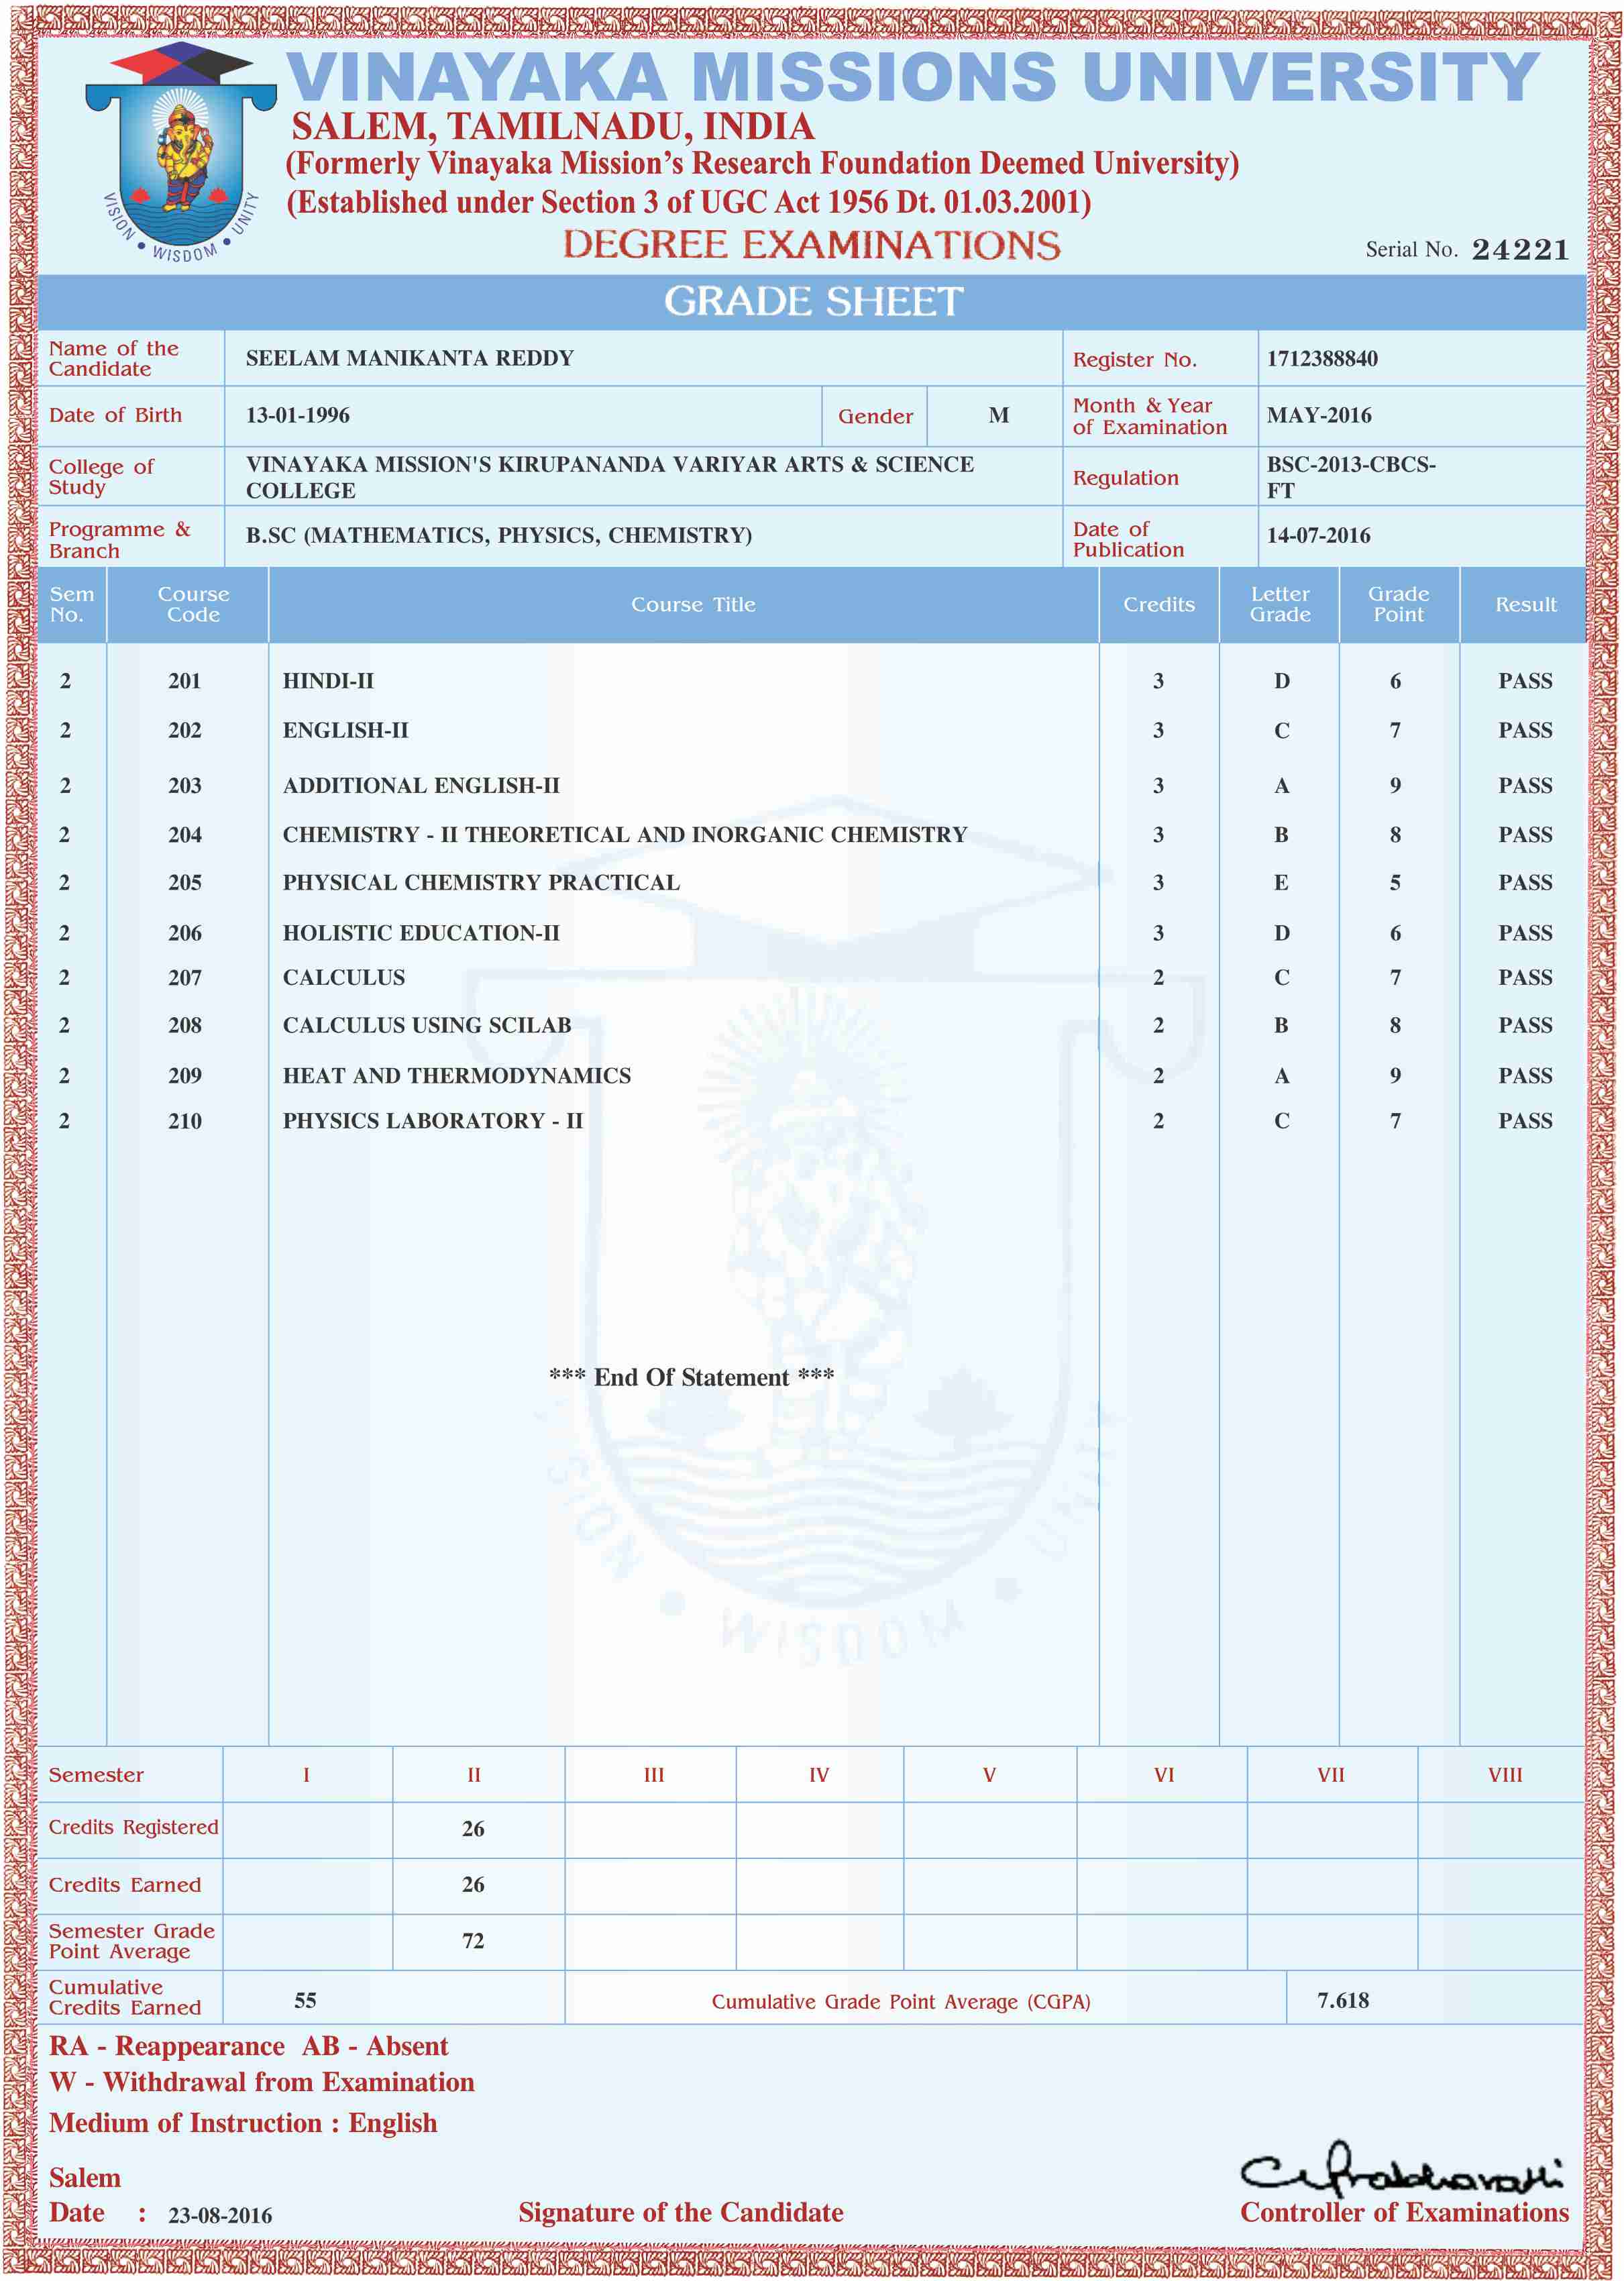 VINAYAKA MISSIONS UNIVERSITY
SALEM, TAMILNADU, INDIA
(Formerly Vinayaka Mission's Research Foundation Deemed University)
(Established under Section 3 of UGC Act 1956 Dt. 01.03.2001)
VISION • WISDOM • UNITY
DEGREE EXAMINATIONS
Serial No. 24221
GRADE SHEET
Name of the Candidate SEELAM MANIKANTA REDDY Register No. 1712388840
Date of Birth 13-01-1996 Gender M Month & Year of Examination MAY-2016
College of Study VINAYAKA MISSION'S KIRUPANANDA VARIYAR ARTS & SCIENCE COLLEGE Regulation BSC-2013-CBCS-FT
Programme & Branch B.SC (MATHEMATICS, PHYSICS, CHEMISTRY) Date of Publication 14-07-2016
Sem No. Course Code Course Title Credits Letter Grade Grade Point Result
2 201 HINDI-II 3 D 6 PASS
2 202 ENGLISH-II 3 C 7 PASS
2 203 ADDITIONAL ENGLISH-II 3 A 9 PASS
2 204 CHEMISTRY - II THEORETICAL AND INORGANIC CHEMISTRY 3 B 8 PASS
2 205 PHYSICAL CHEMISTRY PRACTICAL 3 E 5 PASS
2 206 HOLISTIC EDUCATION-II 3 D 6 PASS
2 207 CALCULUS 2 C 7 PASS
2 208 CALCULUS USING SCILAB 2 B 8 PASS
2 209 HEAT AND THERMODYNAMICS 2 A 9 PASS
2 210 PHYSICS LABORATORY - II 2 C 7 PASS
*** End Of Statement ***
VISION • WISDOM • UNITY
Semester I II III IV V VI VII VIII
Credits Registered 26
Credits Earned 26
Semester Grade Point Average 72
Cumulative Credits Earned 55 Cumulative Grade Point Average (CGPA) 7.618
RA - Reappearance AB - Absent
W - Withdrawal from Examination
Medium of Instruction : English
Salem
Date : 23-08-2016 Signature of the Candidate Controller of Examinations